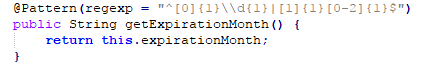 @Pattern(regexp = "^[0]{1}\\d{1}|[1]{1}[0-2]{1}$")
public String getExpirationMonth() {
    return this.expirationMonth;
}